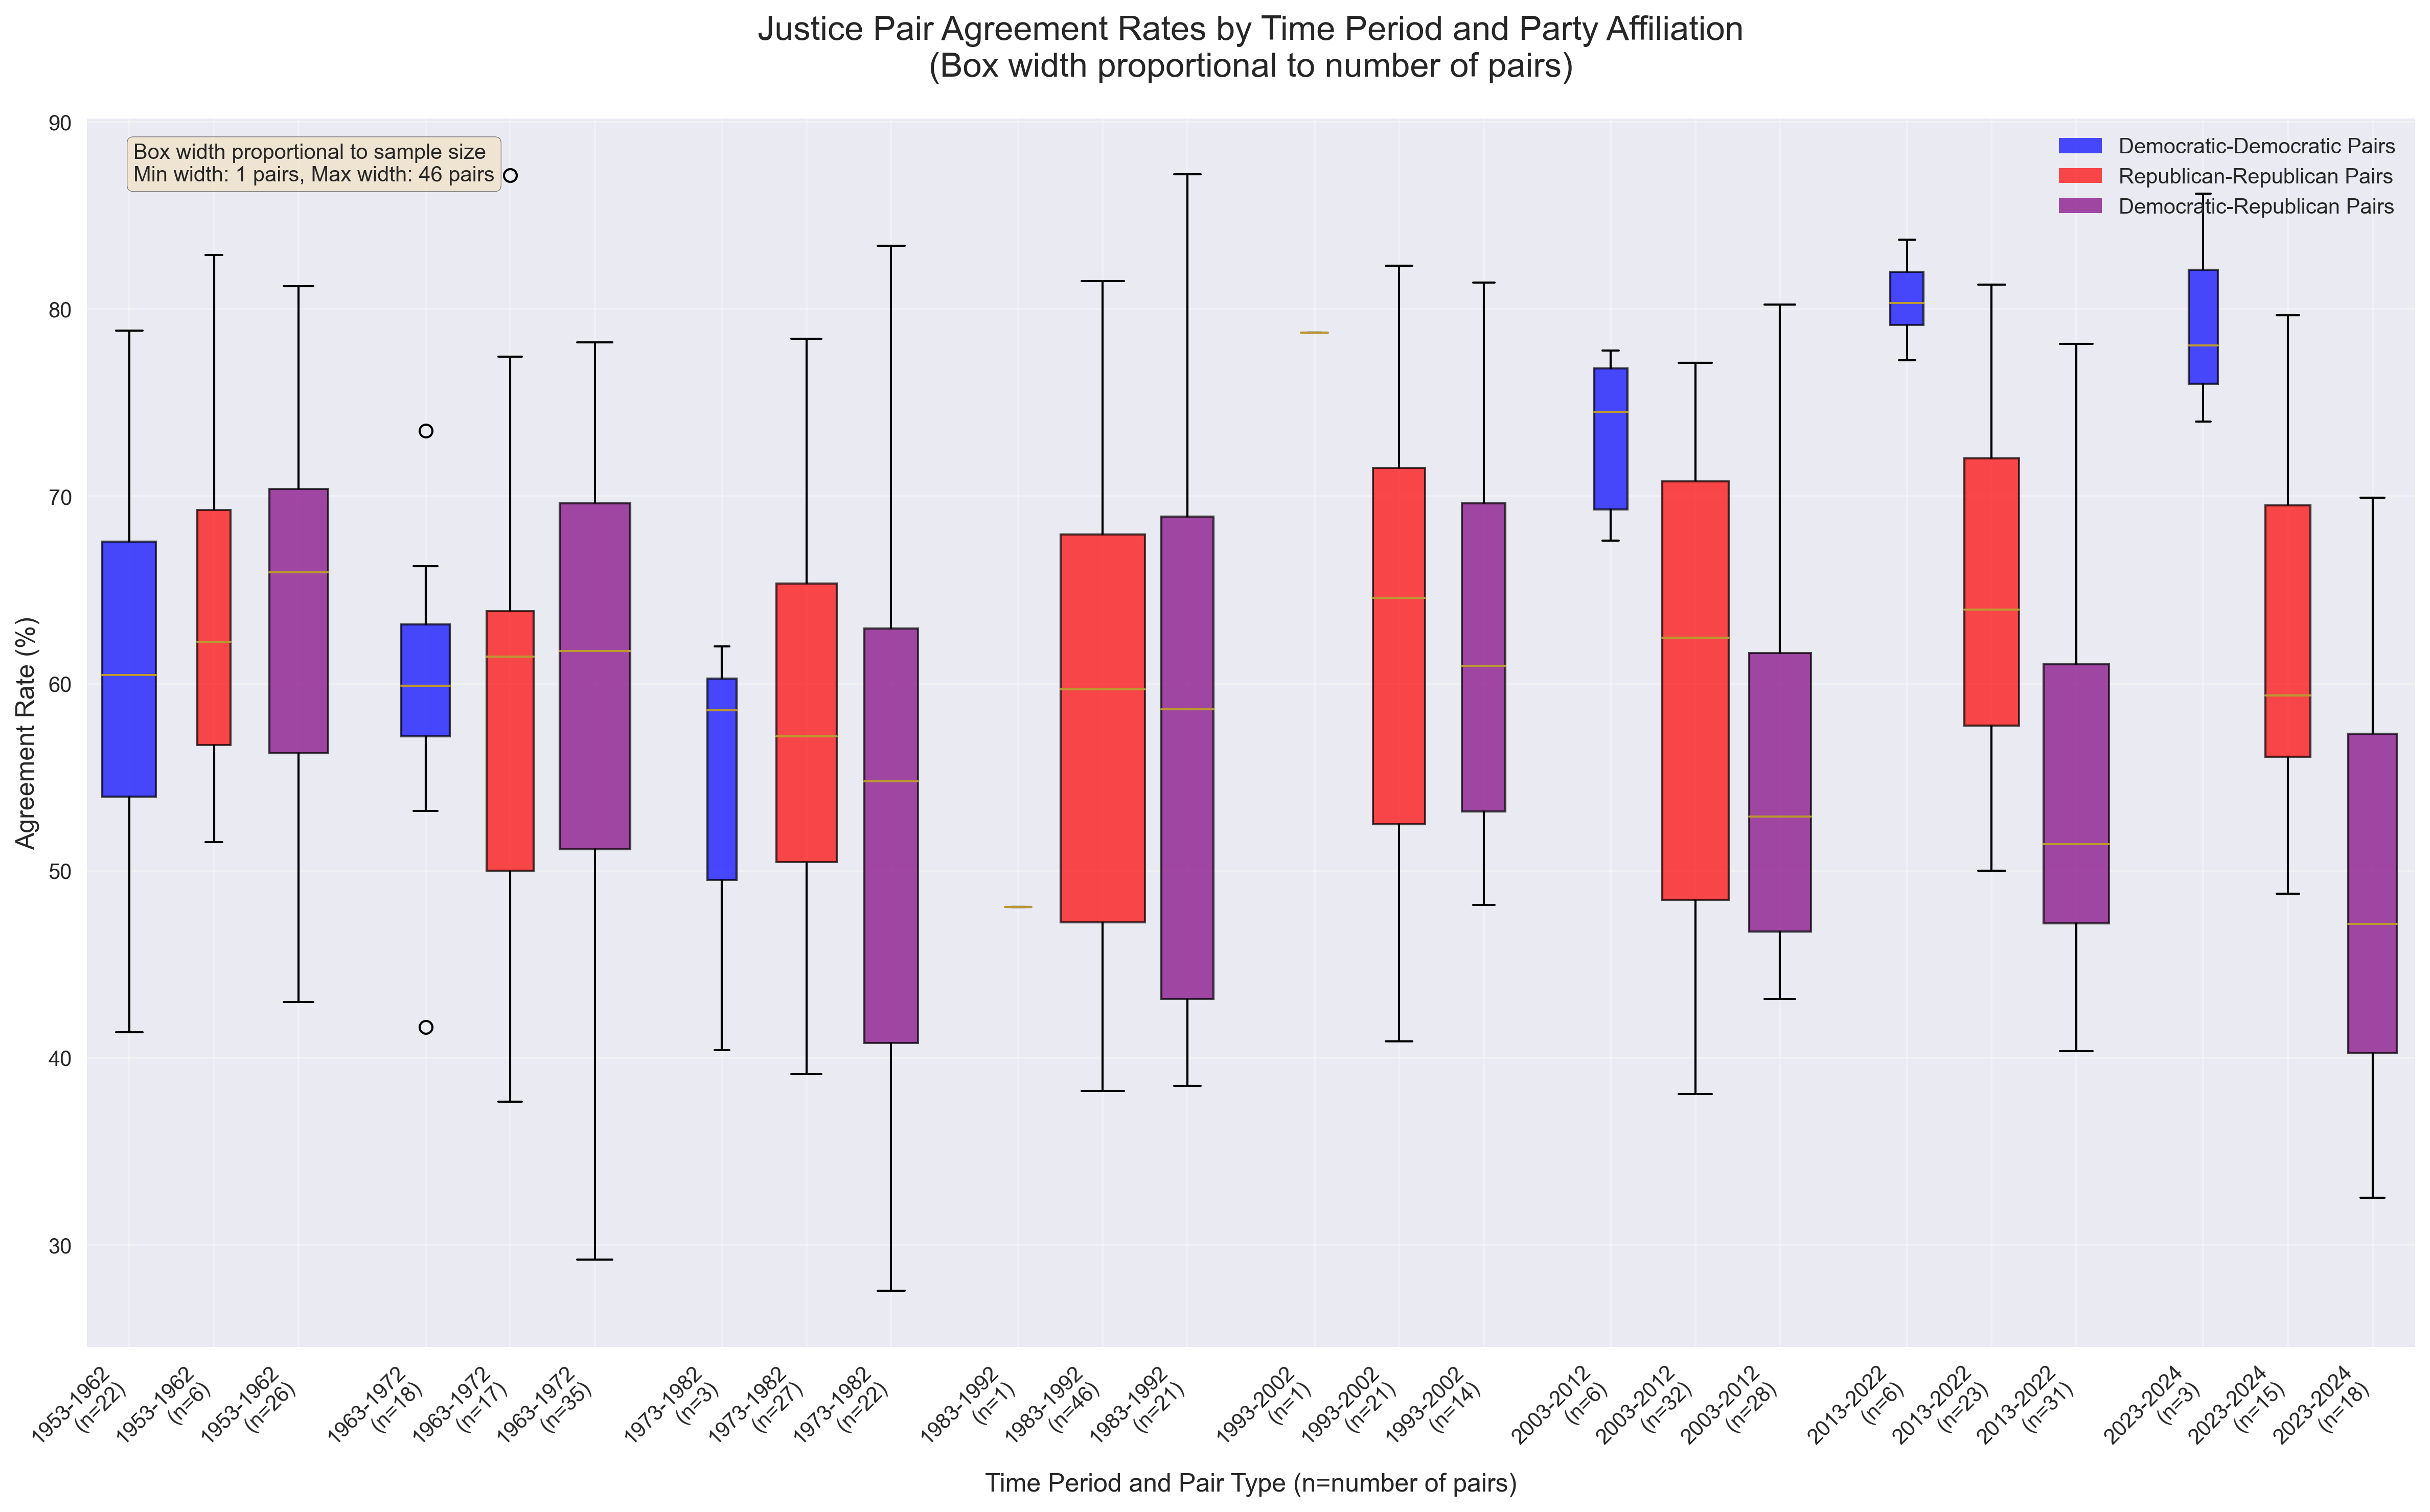 Justice Pair Agreement Rates by Time Period and Party Affiliation
(Box width proportional to number of pairs)
Box width proportional to sample size
Min width: 1 pairs, Max width: 46 pairs
Democratic-Democratic Pairs
Republican-Republican Pairs
Democratic-Republican Pairs
Agreement Rate (%)
90
80
70
60
50
40
30
1953-1962
(n=22)
1953-1962
(n=6)
1953-1962
(n=26)
1963-1972
(n=18)
1963-1972
(n=17)
1963-1972
(n=35)
1973-1982
(n=3)
1973-1982
(n=27)
1973-1982
(n=22)
1983-1992
(n=1)
1983-1992
(n=46)
1983-1992
(n=21)
1993-2002
(n=1)
1993-2002
(n=21)
1993-2002
(n=14)
2003-2012
(n=6)
2003-2012
(n=32)
2003-2012
(n=28)
2013-2022
(n=6)
2013-2022
(n=23)
2013-2022
(n=31)
2023-2024
(n=3)
2023-2024
(n=15)
2023-2024
(n=18)
Time Period and Pair Type (n=number of pairs)